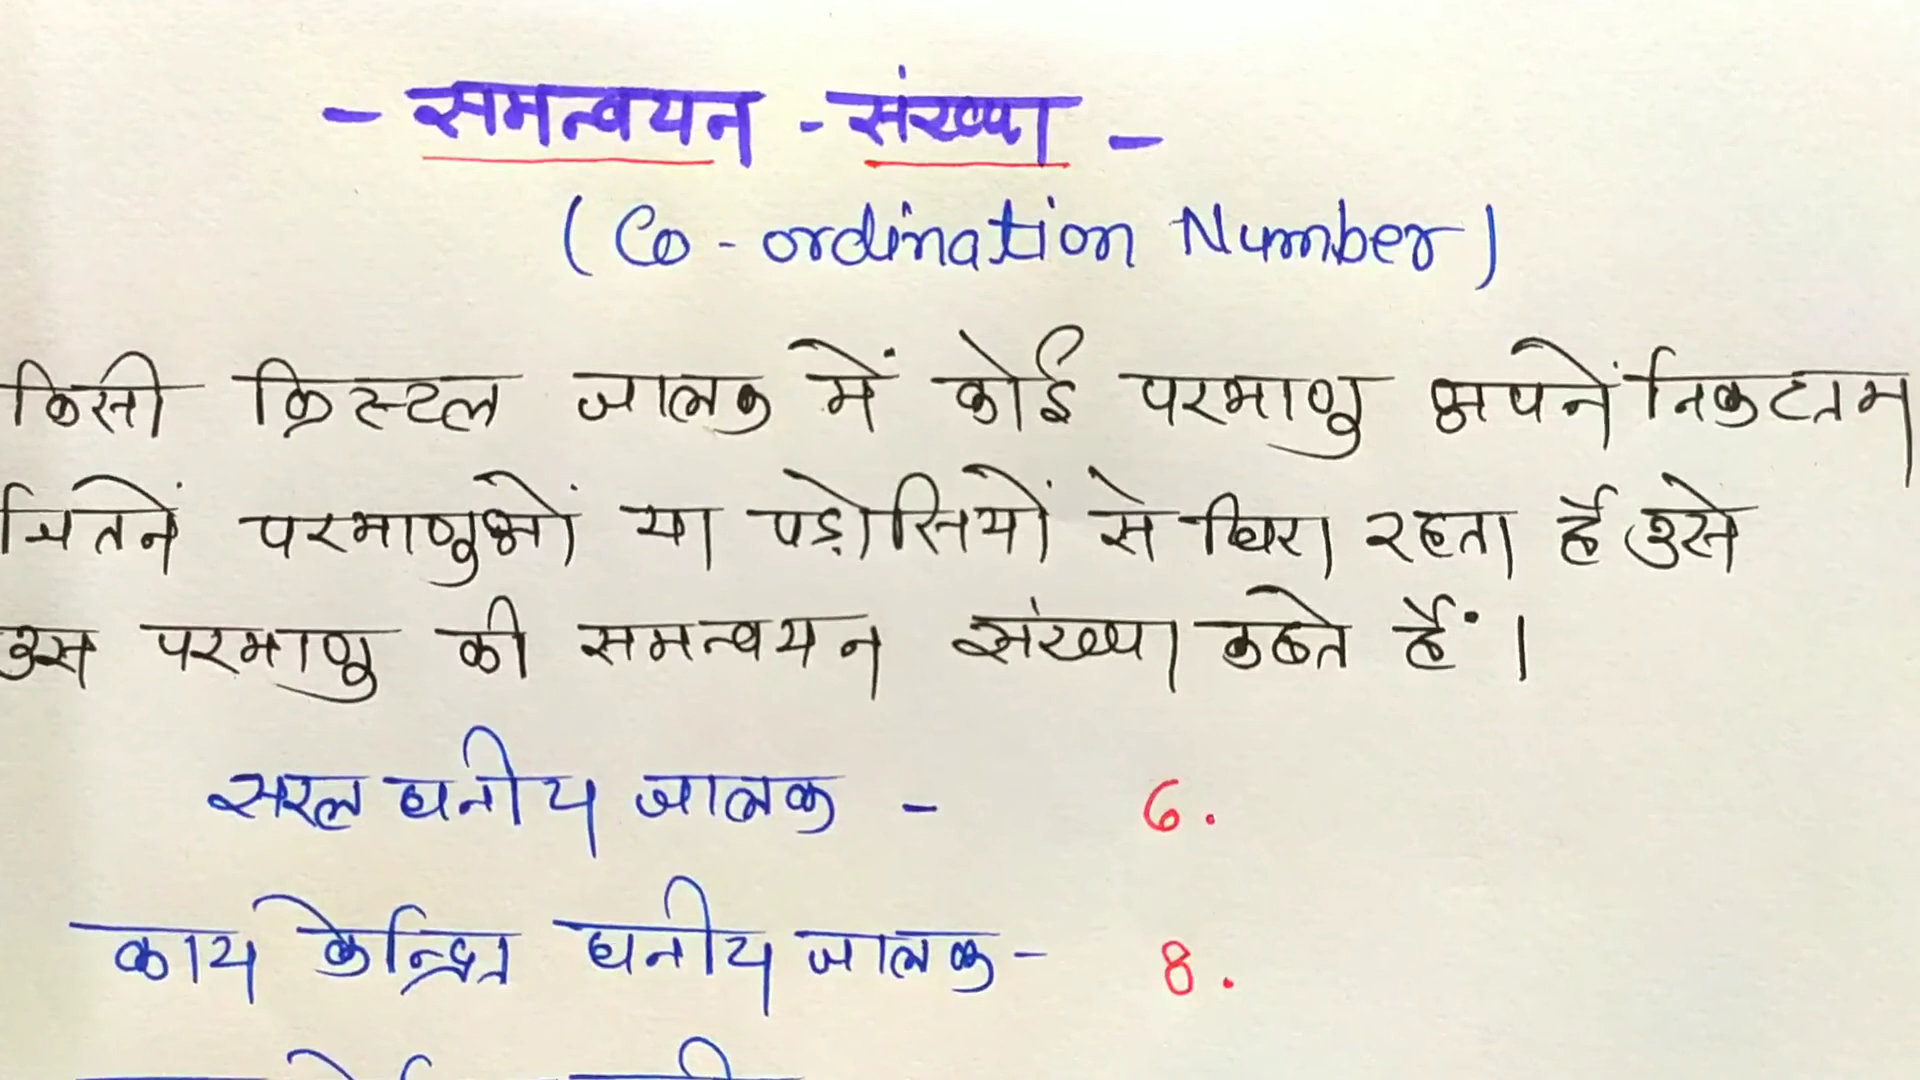 - समन्वयन - संख्या -
(Co-ordination Number)
किसी क्रिस्टल जालक में कोई परमाणु अपनें निकटतम
जितनें परमाणुओं या पड़ोसियों से घिरा रहता है उसे
उस परमाणु की समन्वयन संख्या कहते हैं।
सरल घनीय जालक - 6.
काय केन्द्रित घनीय जालक - 8.